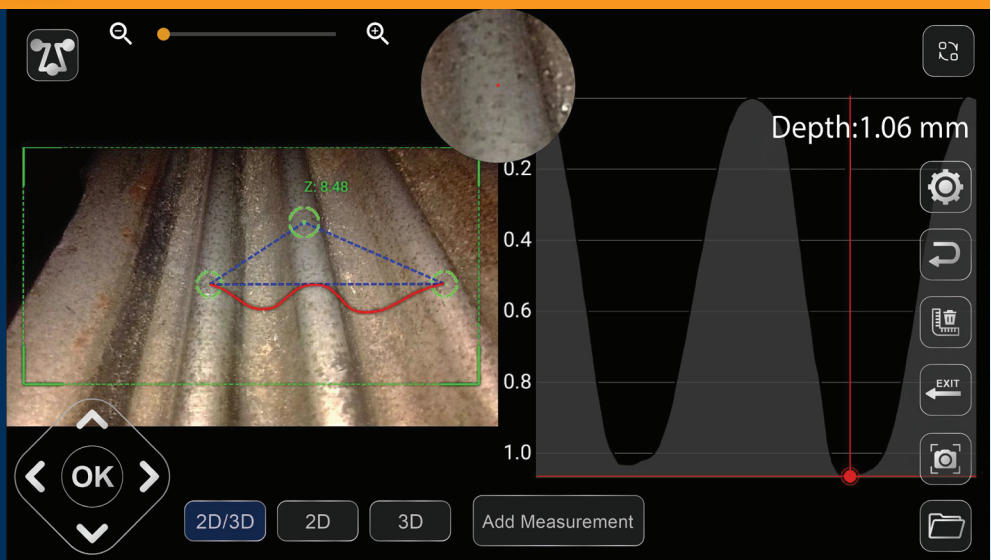 Depth:1.06 mm
0.2
Z: 8.48
0.4
0.6
0.8
EXIT
1.0
OK
2D/3D
2D
3D
Add Measurement